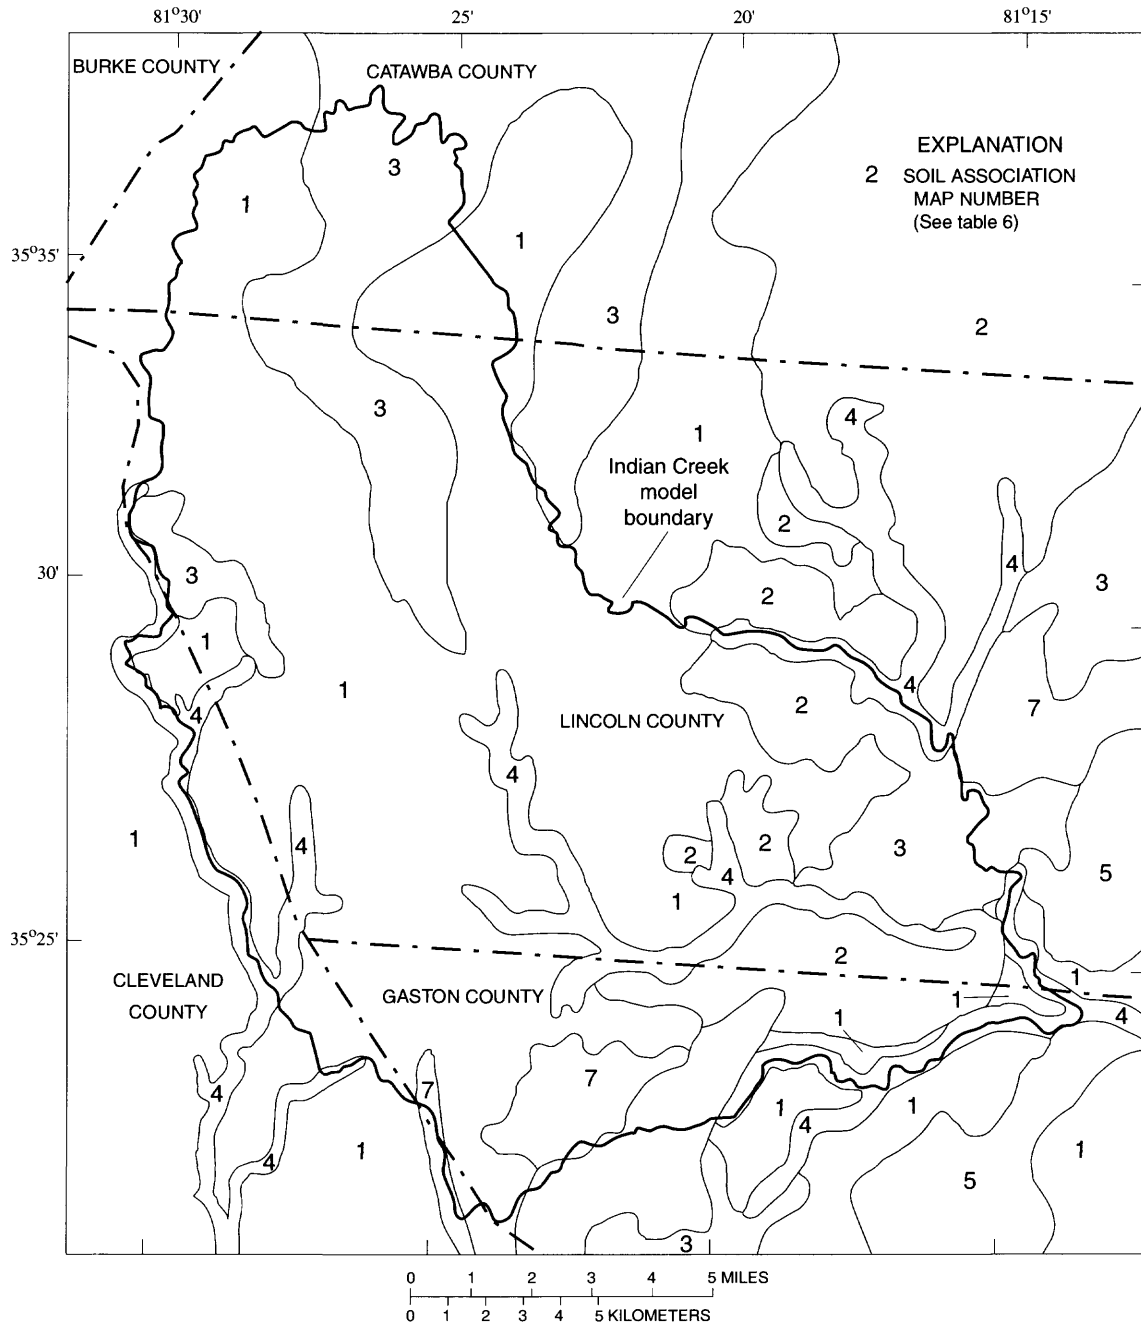 81°30' 25' 20' 81°15'
BURKE COUNTY
CATAWBA COUNTY
EXPLANATION
2 SOIL ASSOCIATION
MAP NUMBER
(See table 6)
3
1
1
35°35'
3
2
3
4
1
Indian Creek
model
boundary
2
4
30'
3
3
2
1
4
1
7
2
LINCOLN COUNTY
4
4
1
4
2
2
3
4
5
1
35°25'
2
CLEVELAND
COUNTY
1
GASTON COUNTY
1
1
4
7
7
4
1
1
4
1
1
4
5
3
0 1 2 3 4 5 MILES
0 1 2 3 4 5 KILOMETERS